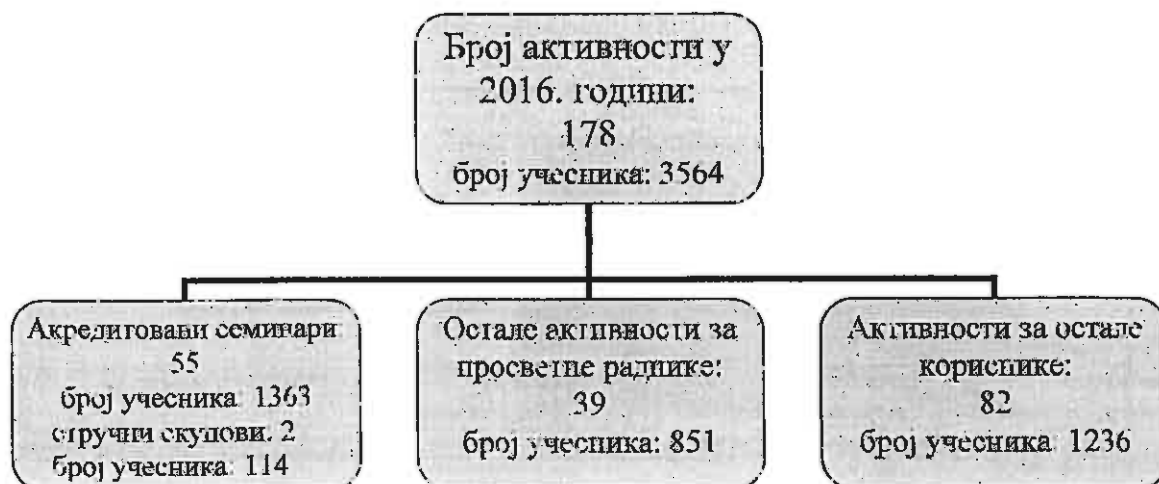 Број активности у
2016. години:
178
број учесника: 3564
Акредитовани семинари
55
број учесника: 1363
стручни скупови: 2
број учесника: 114
Остале активности за
просветне раднике:
39
број учесника: 851
Активности за остале
кориснике:
82
број учесника: 1236